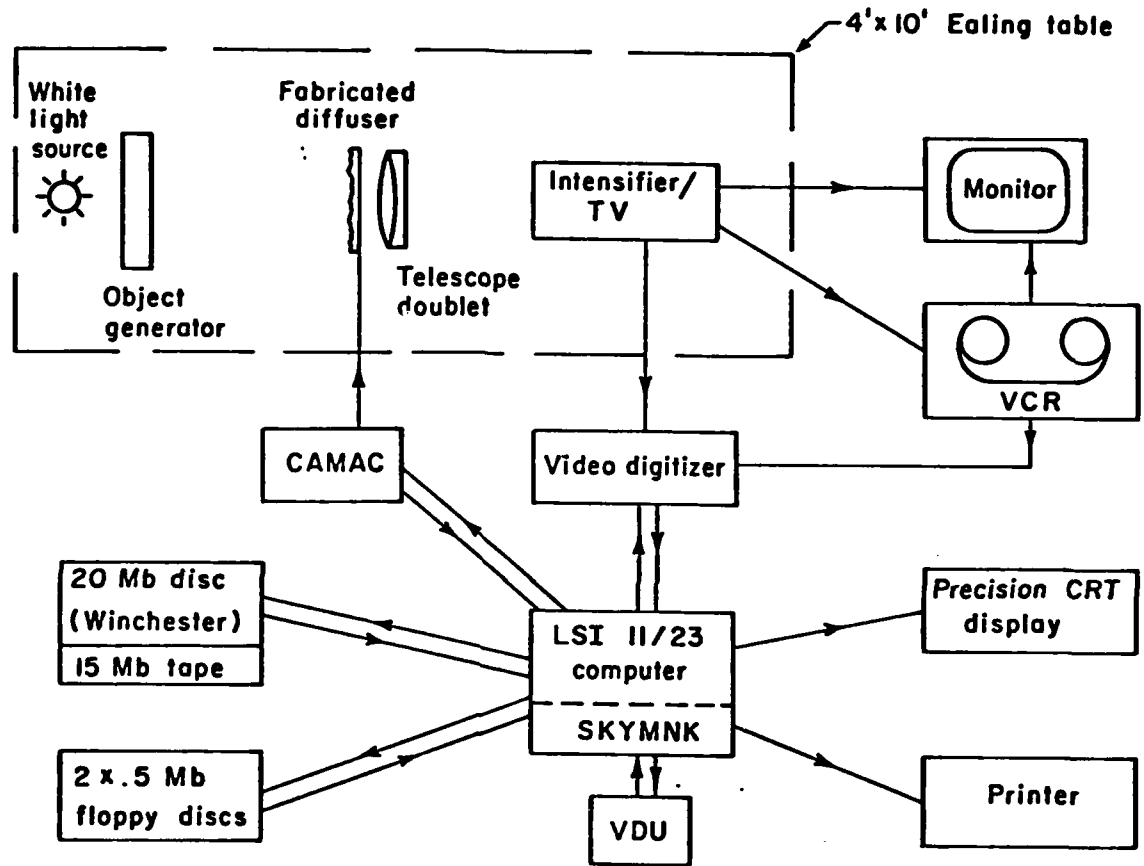 4'x10' Ealing table
White
light
source
Fabricated
diffuser
Object
generator
Telescope
doublet
Intensifier/
TV
Monitor
VCR
CAMAC
Video digitizer
20 Mb disc
(Winchester)
15 Mb tape
LSI 11/23
computer
SKYMNK
Precision CRT
display
2 x .5 Mb
floppy discs
VDU
Printer